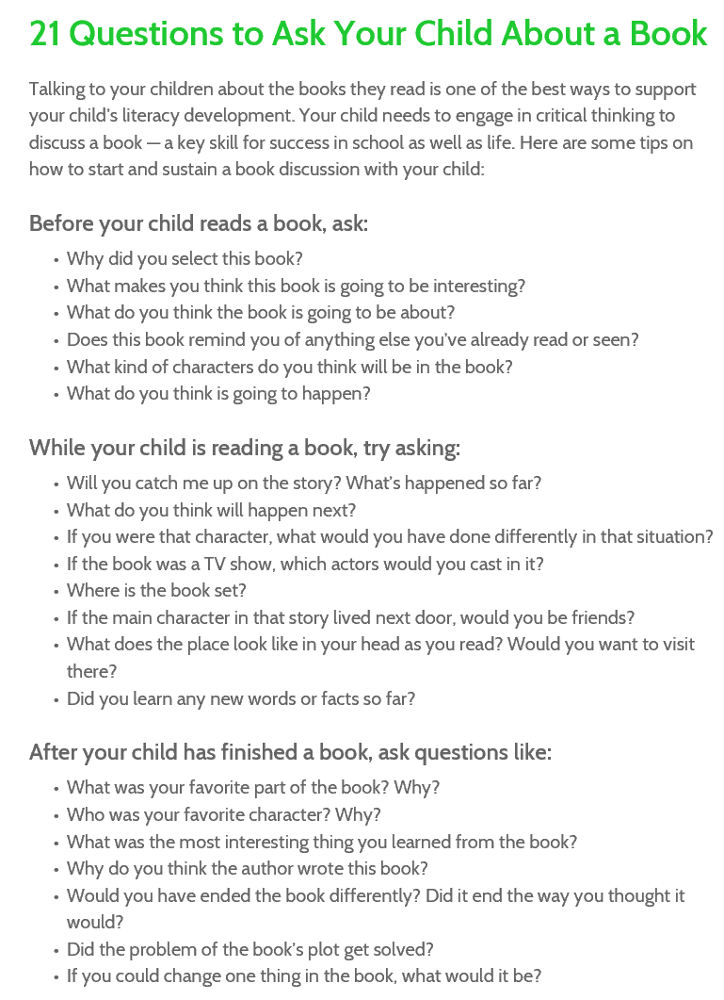 21 Questions to Ask Your Child About a Book
Talking to your children about the books they read is one of the best ways to support
your child's literacy development. Your child needs to engage in critical thinking to
discuss a book — a key skill for success in school as well as life. Here are some tips on
how to start and sustain a book discussion with your child:
Before your child reads a book, ask:
• Why did you select this book?
• What makes you think this book is going to be interesting?
• What do you think the book is going to be about?
• Does this book remind you of anything else you've already read or seen?
• What kind of characters do you think will be in the book?
• What do you think is going to happen?
While your child is reading a book, try asking:
• Will you catch me up on the story? What's happened so far?
• What do you think will happen next?
• If you were that character, what would you have done differently in that situation?
• If the book was a TV show, which actors would you cast in it?
• Where is the book set?
• If the main character in that story lived next door, would you be friends?
• What does the place look like in your head as you read? Would you want to visit
there?
• Did you learn any new words or facts so far?
After your child has finished a book, ask questions like:
• What was your favorite part of the book? Why?
• Who was your favorite character? Why?
• What was the most interesting thing you learned from the book?
• Why do you think the author wrote this book?
• Would you have ended the book differently? Did it end the way you thought it
would?
• Did the problem of the book's plot get solved?
• If you could change one thing in the book, what would it be?